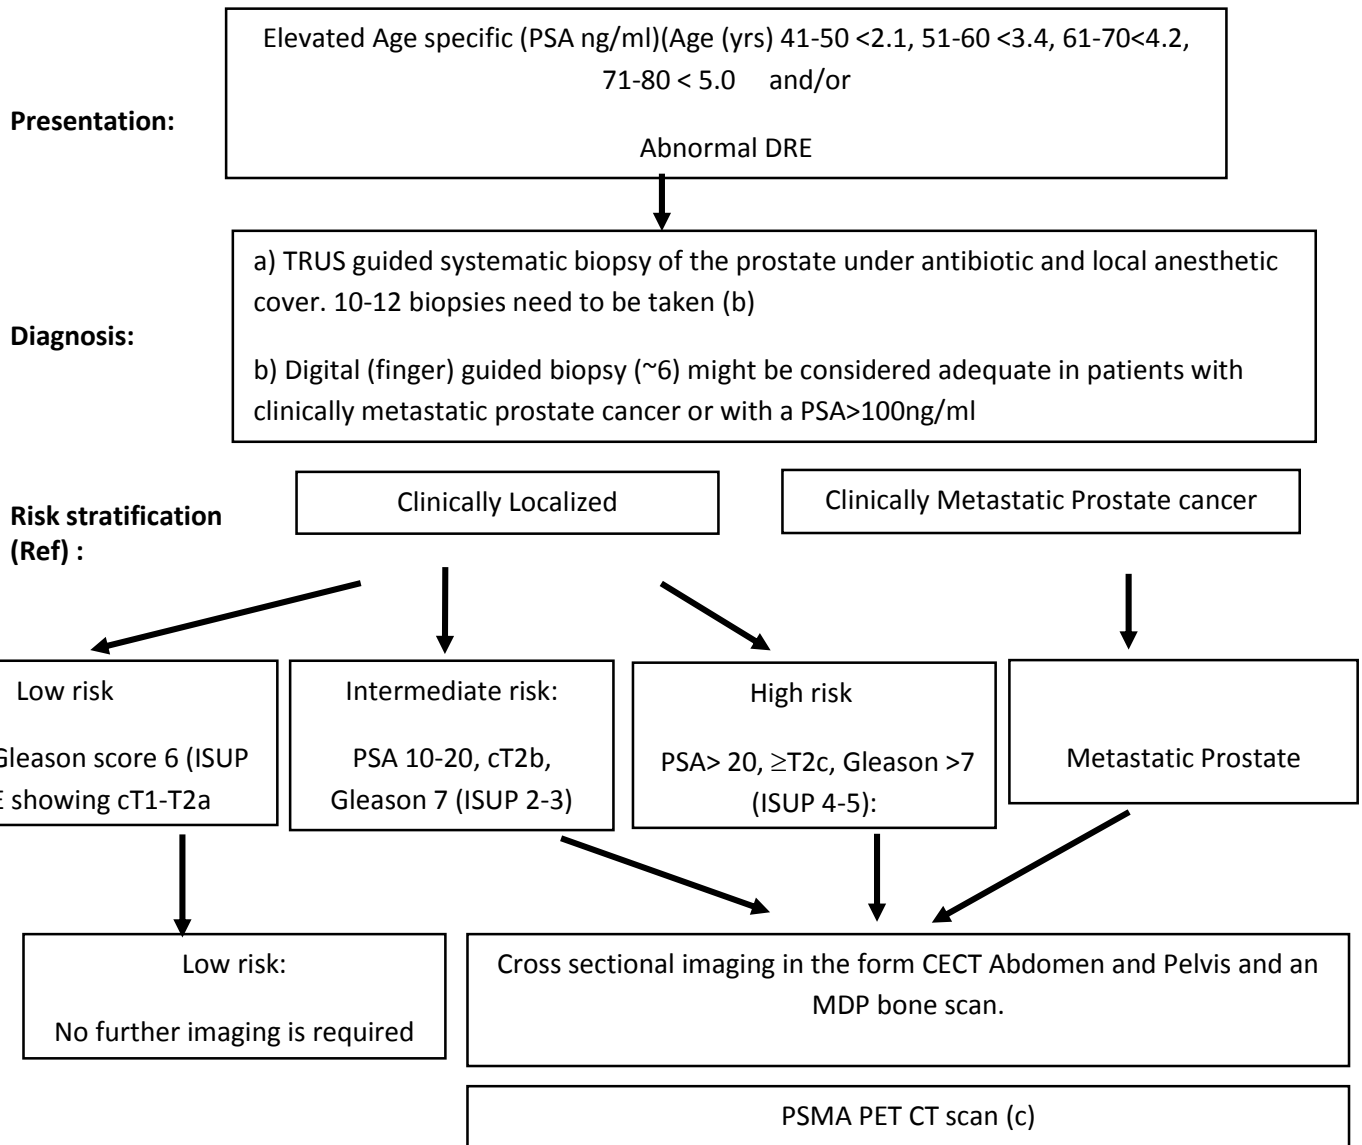 Elevated Age specific (PSA ng/ml)(Age (yrs) 41-50 <2.1, 51-60 <3.4, 61-70<4.2,
71-80 < 5.0 and/or
Presentation:
Abnormal DRE
a) TRUS guided systematic biopsy of the prostate under antibiotic and local anesthetic
cover. 10-12 biopsies need to be taken (b)
Diagnosis:
b) Digital (finger) guided biopsy (~6) might be considered adequate in patients with
clinically metastatic prostate cancer or with a PSA>100ng/ml
Risk stratification
(Ref) :
Clinically Localized
Clinically Metastatic Prostate cancer
Low risk
Gleason score 6 (ISUP
E showing cT1-T2a
Intermediate risk:
PSA 10-20, cT2b,
Gleason 7 (ISUP 2-3)
High risk
PSA> 20, ≥T2c, Gleason >7
(ISUP 4-5):
Metastatic Prostate
Low risk:
No further imaging is required
Cross sectional imaging in the form CECT Abdomen and Pelvis and an
MDP bone scan.
PSMA PET CT scan (c)